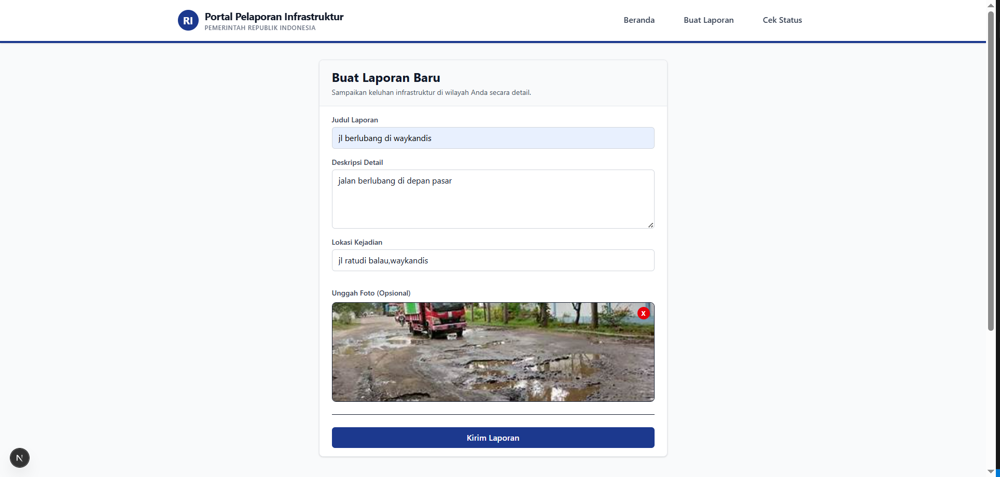 RI
Portal Pelaporan Infrastruktur
PEMERINTAH REPUBLIK INDONESIA
Beranda
Buat Laporan
Cek Status
Buat Laporan Baru
Sampaikan keluhan infrastruktur di wilayah Anda secara detail.
Judul Laporan
jl berlubang di waykandis
Deskripsi Detail
jalan berlubang di depan pasar
Lokasi Kejadian
jl ratudi balau,waykandis
Unggah Foto (Opsional)
X
Kirim Laporan
N